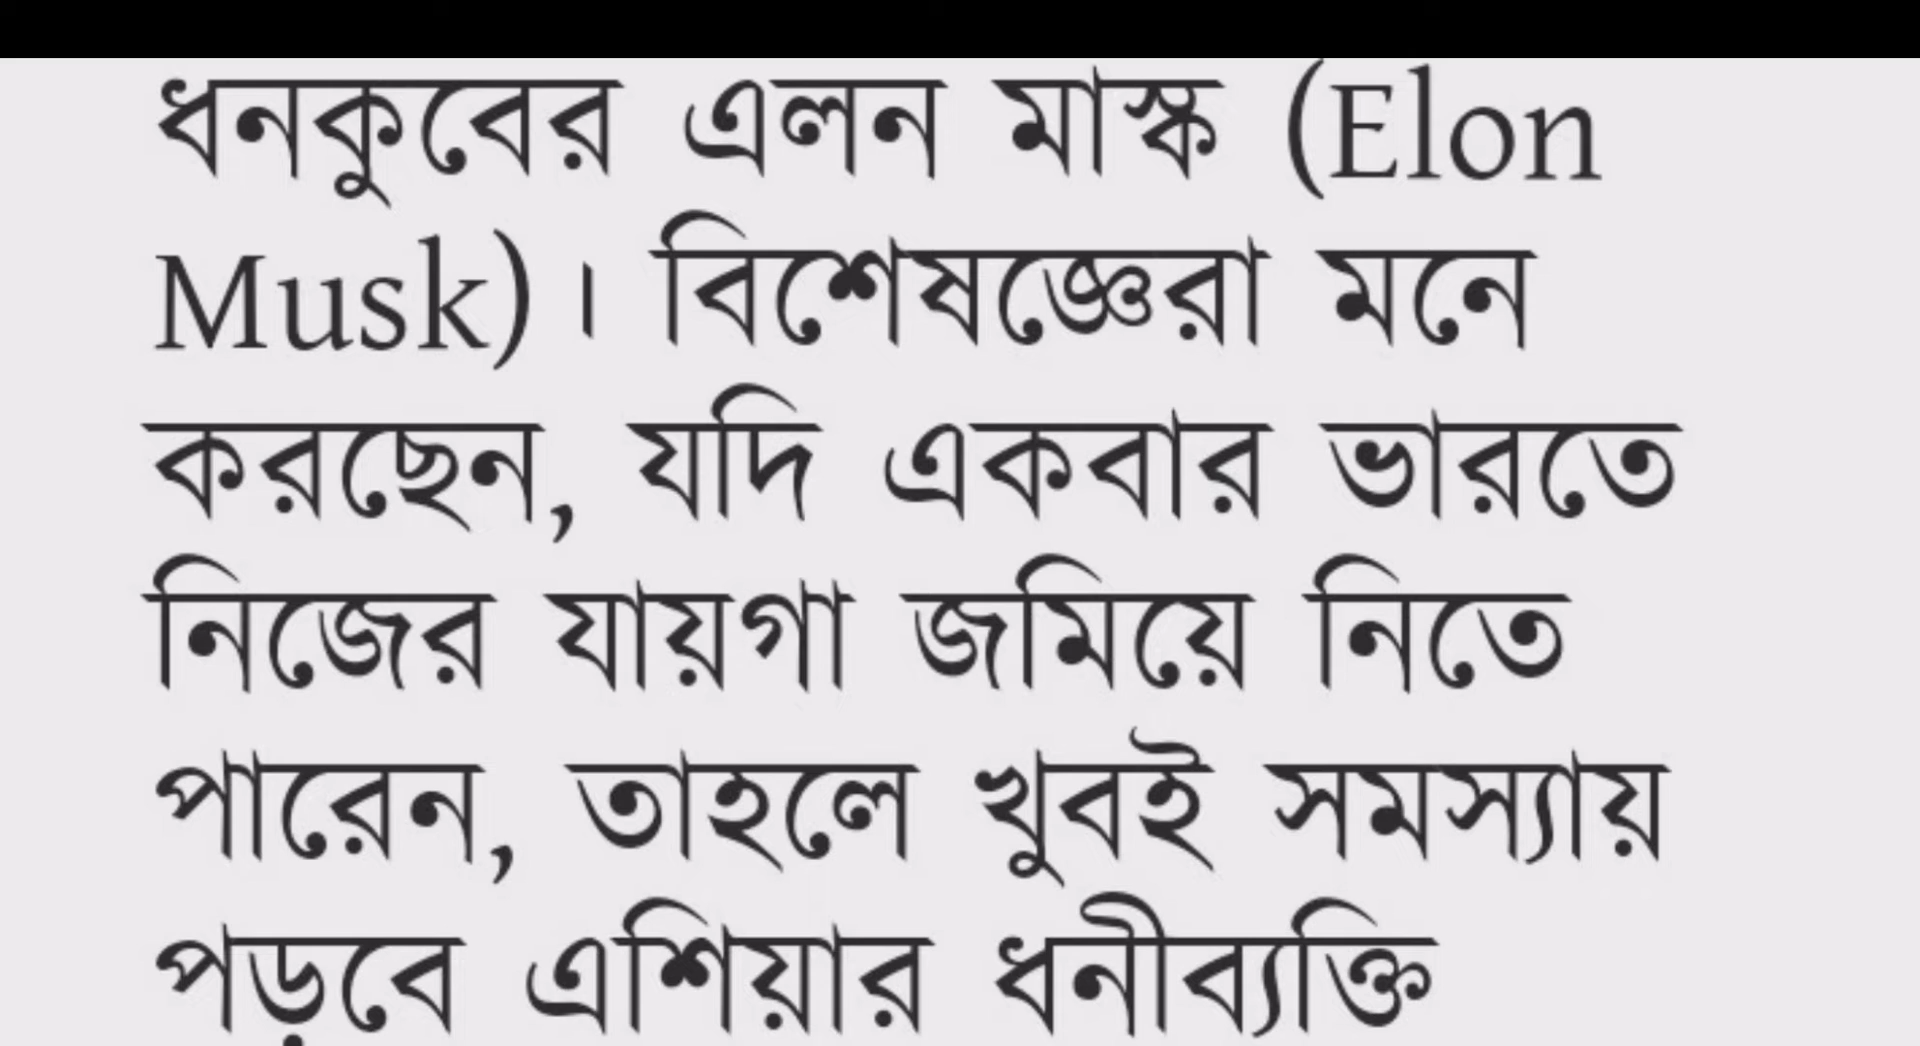 ধনকুবের এলন মাস্ক (Elon
Musk)। বিশেষজ্ঞেরা মনে
করছেন, যদি একবার ভারতে
নিজের যায়গা জমিয়ে নিতে
পারেন, তাহলে খুবই সমস্যায়
পড়বে এশিয়ার ধনীব্যক্তি